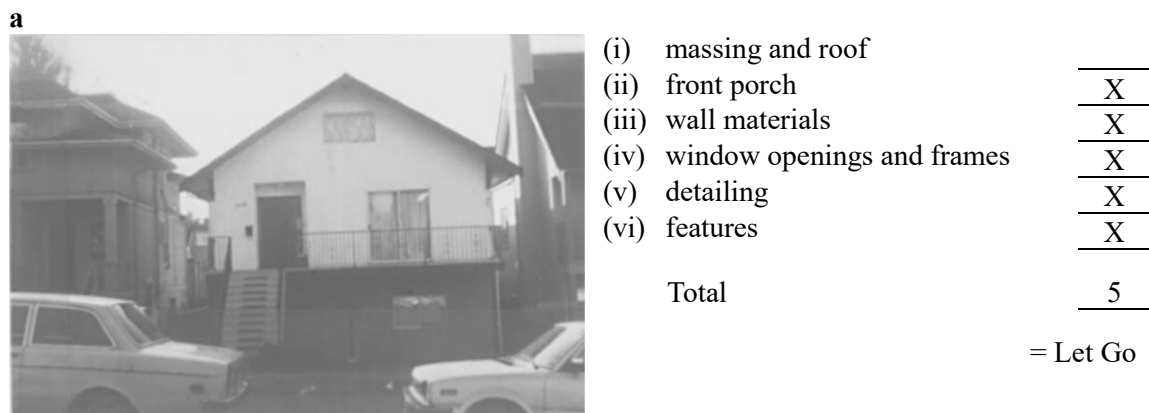 a
(i) massing and roof
(ii) front porch X
(iii) wall materials X
(iv) window openings and frames X
(v) detailing X
(vi) features X
Total 5
= Let Go